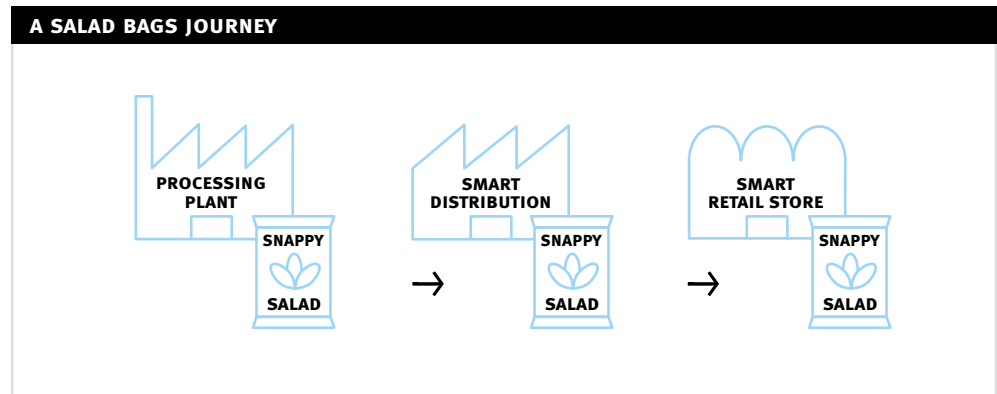 A SALAD BAGS JOURNEY
PROCESSING
PLANT
SNAPPY
SALAD
SMART
DISTRIBUTION
SNAPPY
SALAD
SMART
RETAIL STORE
SNAPPY
SALAD